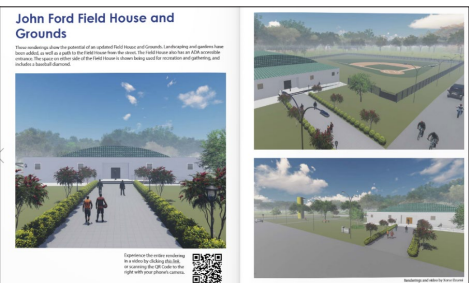 John Ford Field House and
Grounds
These renderings show the potential of an updated Field House and Grounds. Landscaping and gardens have
been added, as well as a path to the Field House from the street. The Field House also has an ADA accessible
entrance. The space on either side of the Field House is shown being used for recreation and gathering, and
includes a baseball diamond.
Experience the entire rendering
in a video by clicking this link,
or scanning the QR Code to the
right with your phone's camera.
Renderings and video by